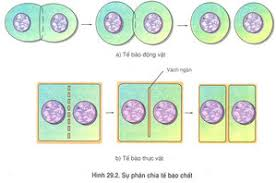 a) Tế bào động vật
Vách ngăn
b) Tế bào thực vật
Hình 29.2. Sự phân chia tế bào chất